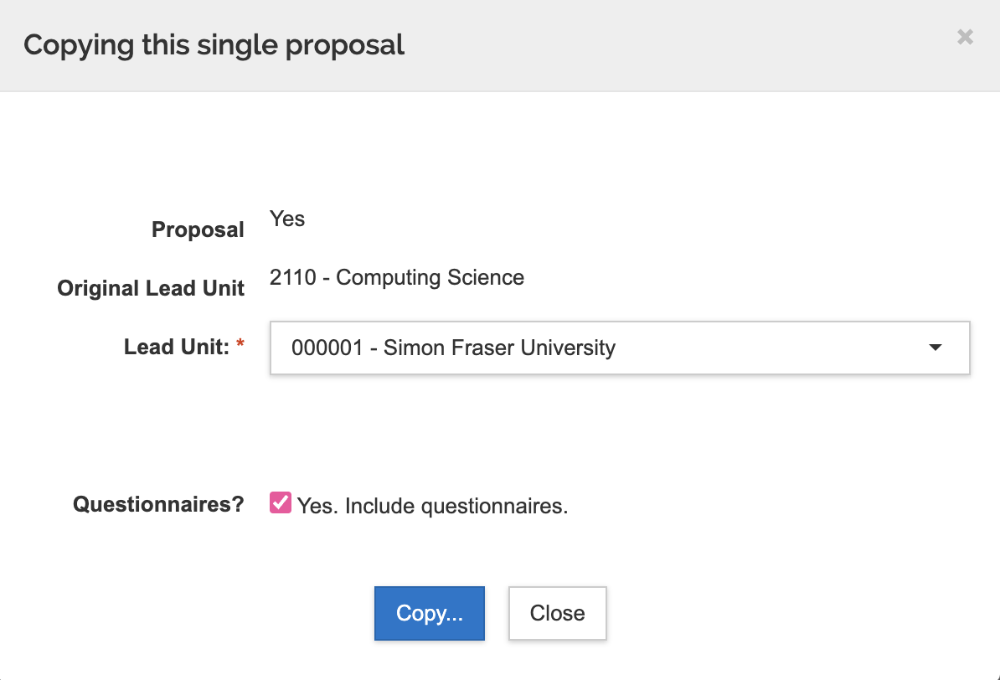 Copying this single proposal
×
Proposal Yes
Original Lead Unit 2110 - Computing Science
Lead Unit: * 000001 - Simon Fraser University
Questionnaires? Yes. Include questionnaires.
Copy... Close